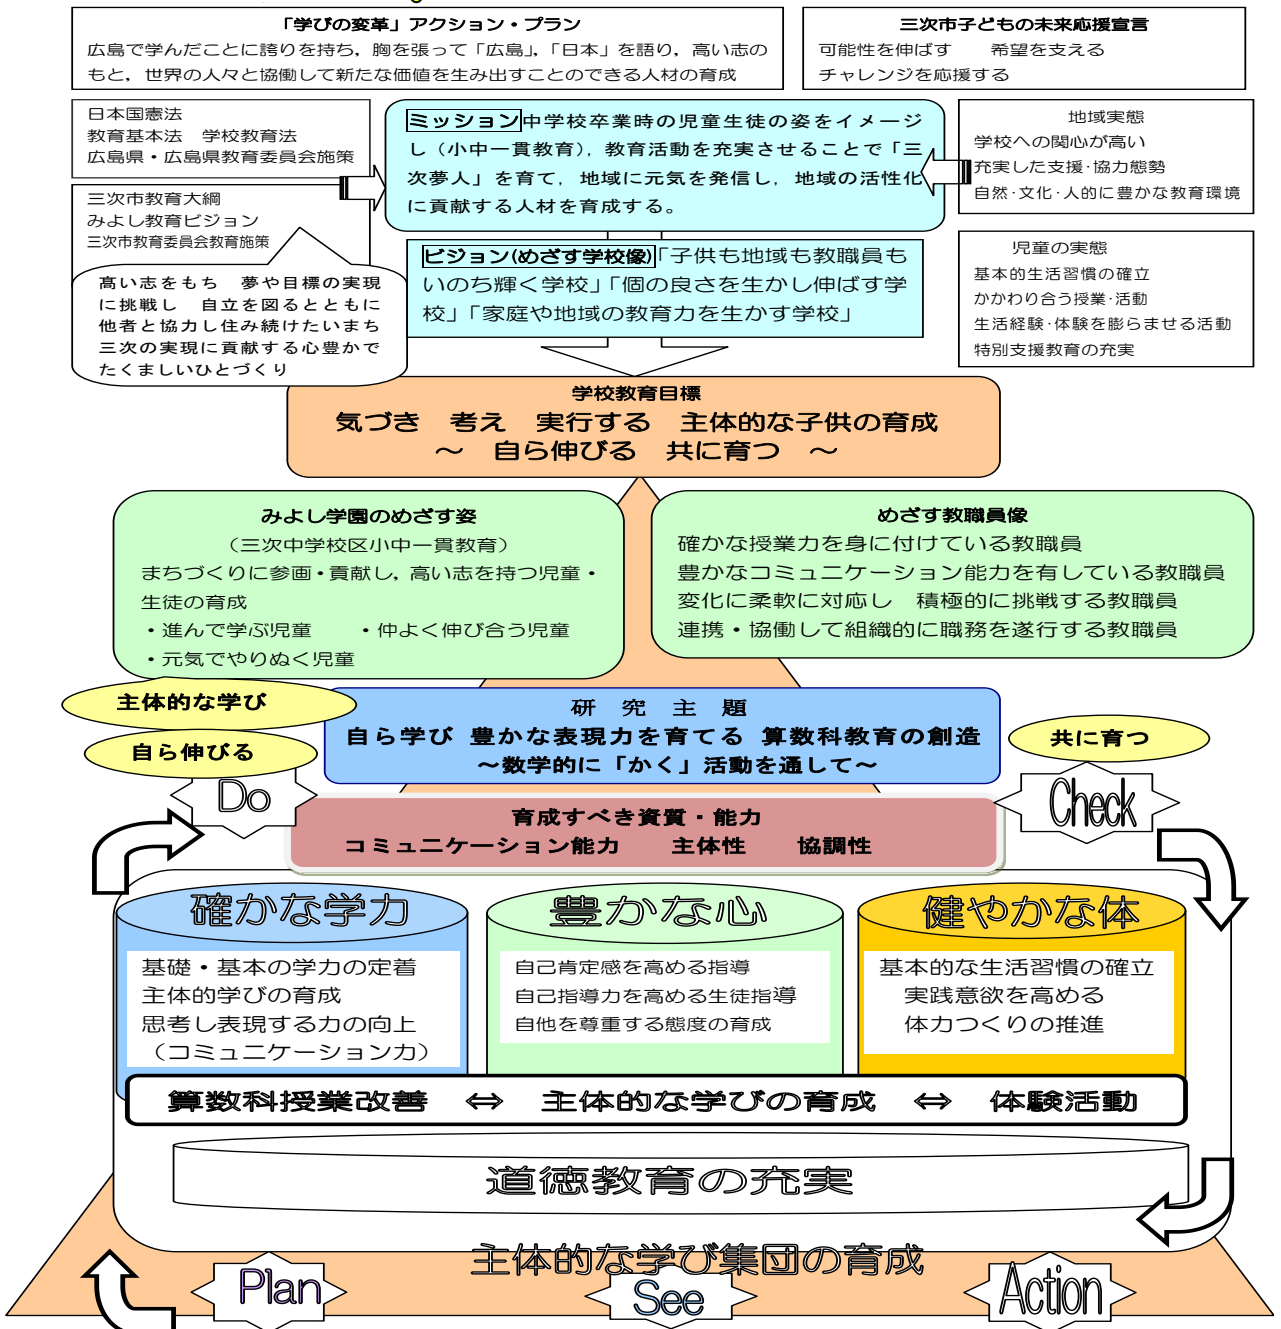 「学びの変革」アクション・プラン
広島で学んだことに誇りを持ち，胸を張って「広島」，「日本」を語り，高い志の
もと，世界の人々と協働して新たな価値を生み出すことのできる人材の育成
三次市子どもの未来応援宣言
可能性を伸ばす　　希望を支える
チャレンジを応援する
日本国憲法
教育基本法　学校教育法
広島県・広島県教育委員会施策
三次市教育大綱
みよし教育ビジョン
三次市教育委員会教育施策
高い志をもち　夢や目標の実現
に挑戦し　自立を図るとともに
他者と協力し住み続けたいまち
三次の実現に貢献する心豊かで
たくましいひとづくり
ミッション中学校卒業時の児童生徒の姿をイメージ
し（小中一貫教育），教育活動を充実させることで「三
次夢人」を育て，地域に元気を発信し，地域の活性化
に貢献する人材を育成する。
ビジョン(めざす学校像)「子供も地域も教職員も
いのち輝く学校」「個の良さを生かし伸ばす学
校」「家庭や地域の教育力を生かす学校」
地域実態
学校への関心が高い
充実した支援・協力態勢
自然・文化・人的に豊かな教育環境
児童の実態
基本的生活習慣の確立
かかわり合う授業・活動
生活経験・体験を膨らませる活動
特別支援教育の充実
学校教育目標
気づき　考え　実行する　主体的な子供の育成
～　自ら伸びる　共に育つ　～
みよし学園のめざす姿
（三次中学校区小中一貫教育）
まちづくりに参画・貢献し，高い志を持つ児童・
生徒の育成
・進んで学ぶ児童　　・仲よく伸び合う児童
・元気でやりぬく児童
めざす教職員像
確かな授業力を身に付けている教職員
豊かなコミュニケーション能力を有している教職員
変化に柔軟に対応し　積極的に挑戦する教職員
連携・協働して組織的に職務を遂行する教職員
主体的な学び
自ら伸びる
Do
研　究　主　題
自ら学び 豊かな表現力を育てる 算数科教育の創造
～数学的に「かく」活動を通して～
共に育つ
Check
育成すべき資質・能力
コミュニケーション能力　　主体性　　協調性
確かな学力
基礎・基本の学力の定着
主体的学びの育成
思考し表現する力の向上
（コミュニケーション力）
豊かな心
自己肯定感を高める指導
自己指導力を高める生徒指導
自他を尊重する態度の育成
健やかな体
基本的な生活習慣の確立
実践意欲を高める
体力つくりの推進
算数科授業改善　⇔　主体的な学びの育成　⇔　体験活動
道徳教育の充実
主体的な学び集団の育成
Plan
See
Action